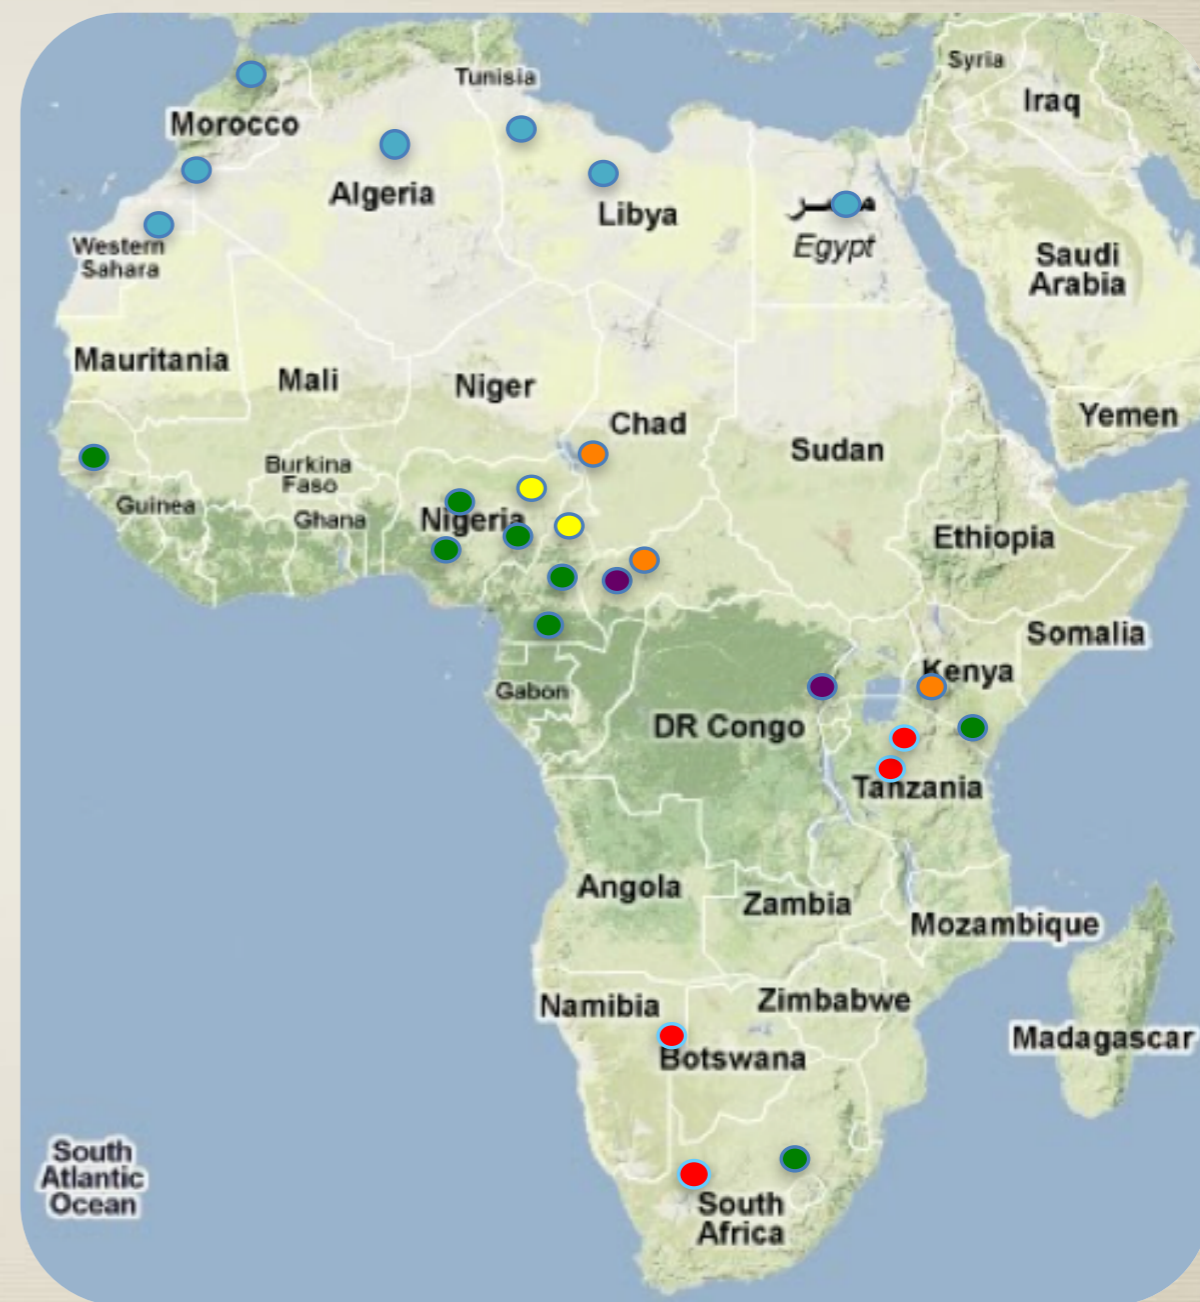 Syria
Tunisia
Iraq
Morocco
Algeria
مصر
Libya
Egypt
Western
Sahara
Saudi
Arabia
Mauritania
Mali
Niger
Chad
Yemen
Sudan
Burkina
Faso
Guinea
Ghana
Nigeria
Ethiopia
Somalia
Kenya
Gabon
DR Congo
Tanzania
Angola
Zambia
Mozambique
Namibia
Zimbabwe
Madagascar
Botswana
South
Atlantic
Ocean
South
Africa